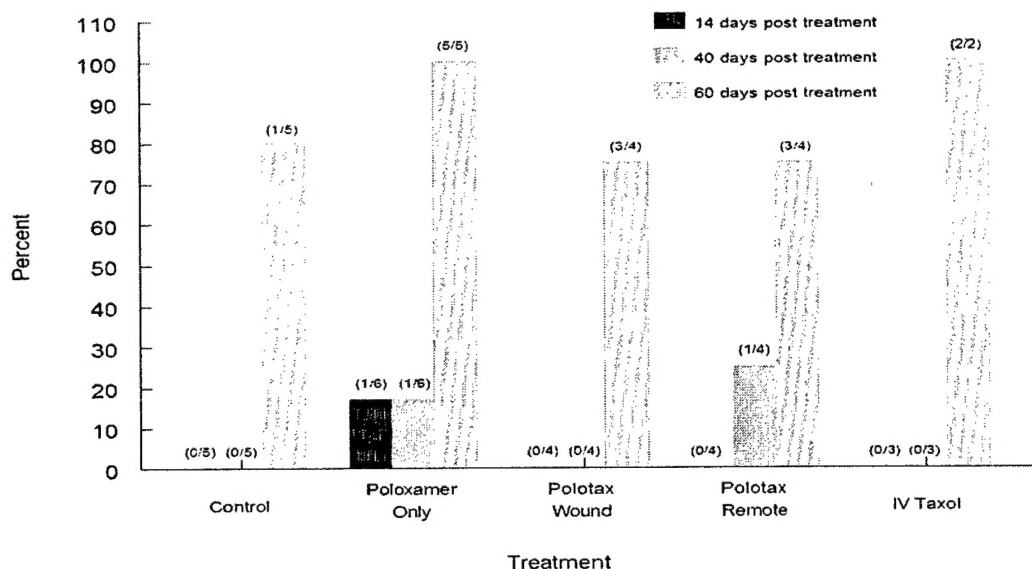 110
100
90
80
70
60
50
40
30
20
10
0
Percent
14 days post treatment
40 days post treatment
60 days post treatment
(0/5) (0/5) (1/5)
(1/6) (1/6) (5/5)
(0/4) (0/4) (3/4)
(0/4) (1/4) (3/4)
(0/3) (0/3) (2/2)
Control
Poloxamer
Only
Polotax
Wound
Polotax
Remote
IV Taxol
Treatment